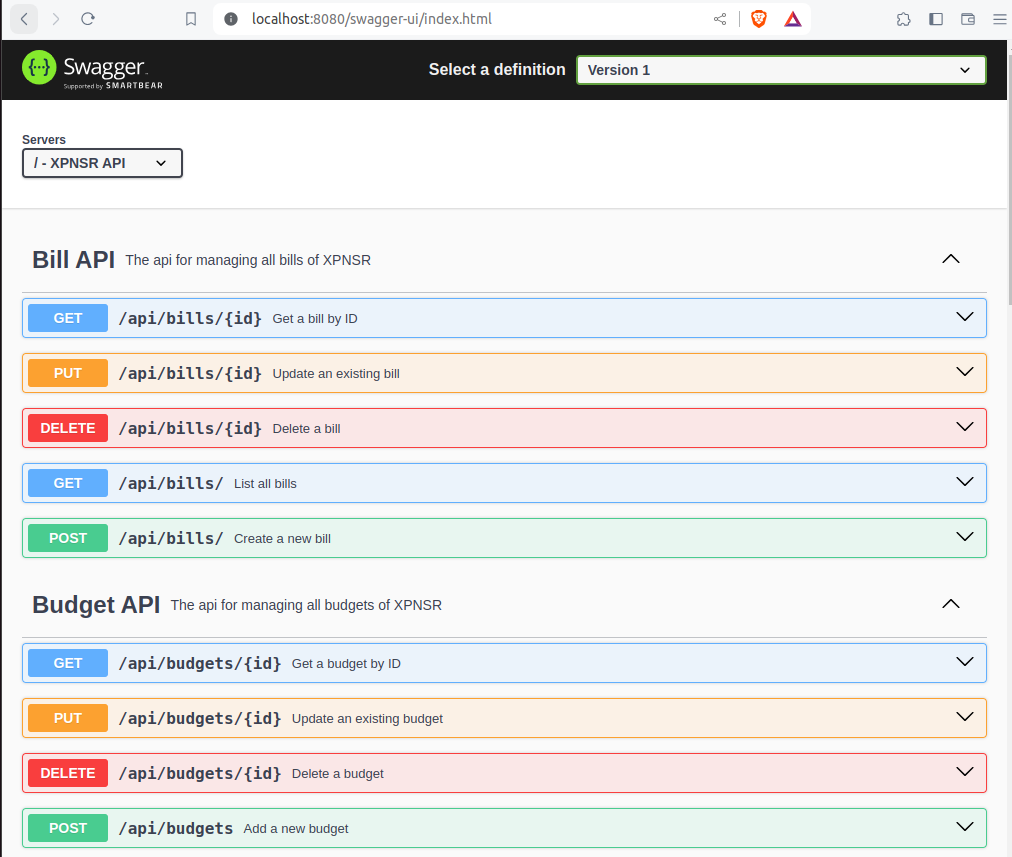 localhost:8080/swagger-ui/index.html
Swagger
Supported by SMARTBEAR
Select a definition
Version 1
Servers
/ - XPNSR API
Bill API The api for managing all bills of XPNSR
GET /api/bills/{id} Get a bill by ID
PUT /api/bills/{id} Update an existing bill
DELETE /api/bills/{id} Delete a bill
GET /api/bills/ List all bills
POST /api/bills/ Create a new bill
Budget API The api for managing all budgets of XPNSR
GET /api/budgets/{id} Get a budget by ID
PUT /api/budgets/{id} Update an existing budget
DELETE /api/budgets/{id} Delete a budget
POST /api/budgets Add a new budget